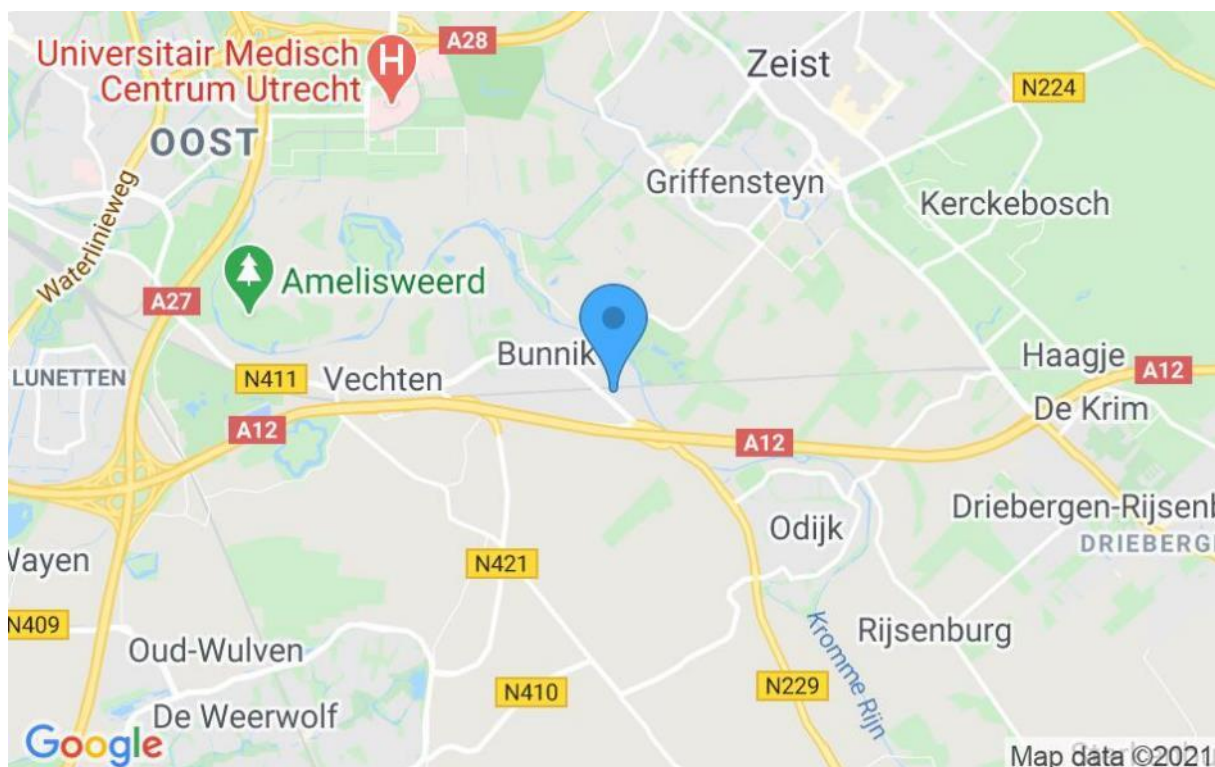 Universitair Medisch
Centrum Utrecht
H
A28
Zeist
N224
OOST
Griffensteyn
Kerckebosch
Waterlinieweg
Amelisweerd
A27
Bunnik
Haagje
A12
LUNETTEN
N411
Vechten
De Krim
A12
A12
Driebergen-Rijsenb
Odijk
DRIEBERG
Wayen
N421
N409
Kromme Rijn
Rijsenburg
Oud-Wulven
N410
N229
De Weerwolf
Google
Map data ©2021